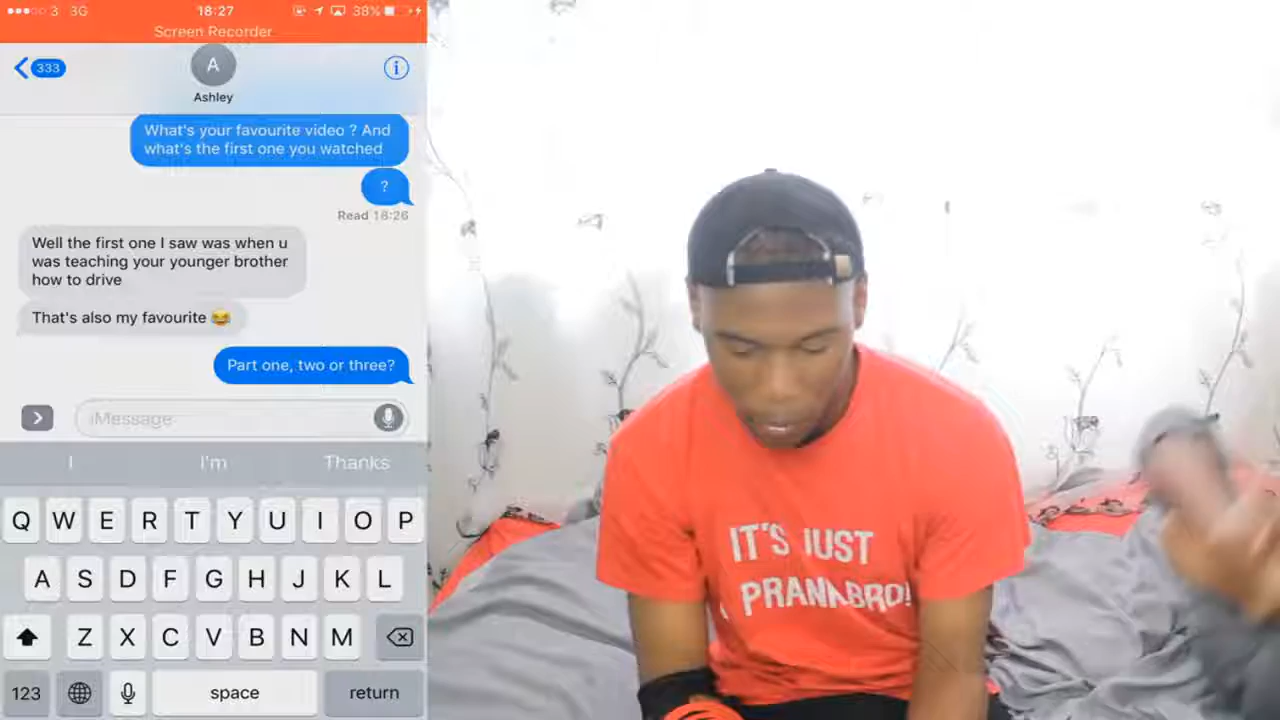 3 3G 18:27 38%
Screen Recorder
333
A
Ashley
What's your favourite video ? And
what's the first one you watched
?
Read 18:26
Well the first one I saw was when u
was teaching your younger brother
how to drive
That's also my favourite 😂
Part one, two or three?
iMessage
I I'm Thanks
Q W E R T Y U I O P
A S D F G H J K L
Z X C V B N M
123 space return
IT'S JUST
A PRANK BRO!